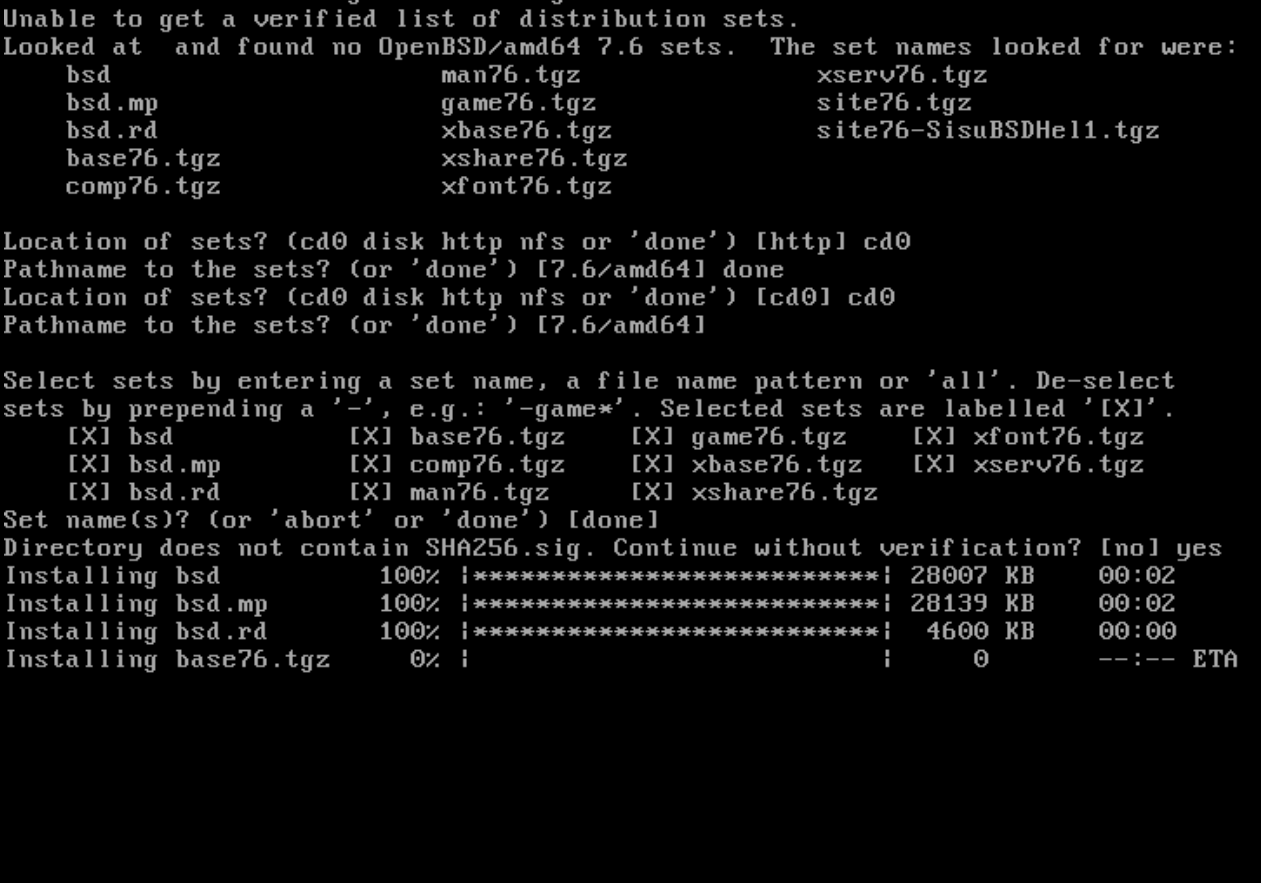 Unable to get a verified list of distribution sets.
Looked at  and found no OpenBSD/amd64 7.6 sets.  The set names looked for were:
    bsd                     man76.tgz               xserv76.tgz
    bsd.mp                  game76.tgz              site76.tgz
    bsd.rd                  xbase76.tgz             site76-SisuBSDHel1.tgz
    base76.tgz              xshare76.tgz
    comp76.tgz              xfont76.tgz
Location of sets? (cd0 disk http nfs or 'done') [http] cd0
Pathname to the sets? (or 'done') [7.6/amd64] done
Location of sets? (cd0 disk http nfs or 'done') [cd0] cd0
Pathname to the sets? (or 'done') [7.6/amd64]
Select sets by entering a set name, a file name pattern or 'all'. De-select
sets by prepending a '-', e.g.: '-game*'. Selected sets are labelled '[X]'.
    [X] bsd           [X] base76.tgz    [X] game76.tgz    [X] xfont76.tgz
    [X] bsd.mp        [X] comp76.tgz    [X] xbase76.tgz   [X] xserv76.tgz
    [X] bsd.rd        [X] man76.tgz     [X] xshare76.tgz
Set name(s)? (or 'abort' or 'done') [done]
Directory does not contain SHA256.sig. Continue without verification? [no] yes
Installing bsd          100% |**************************| 28007 KB    00:02
Installing bsd.mp       100% |**************************| 28139 KB    00:02
Installing bsd.rd       100% |**************************|  4600 KB    00:00
Installing base76.tgz     0% |                          |     0       --:-- ETA